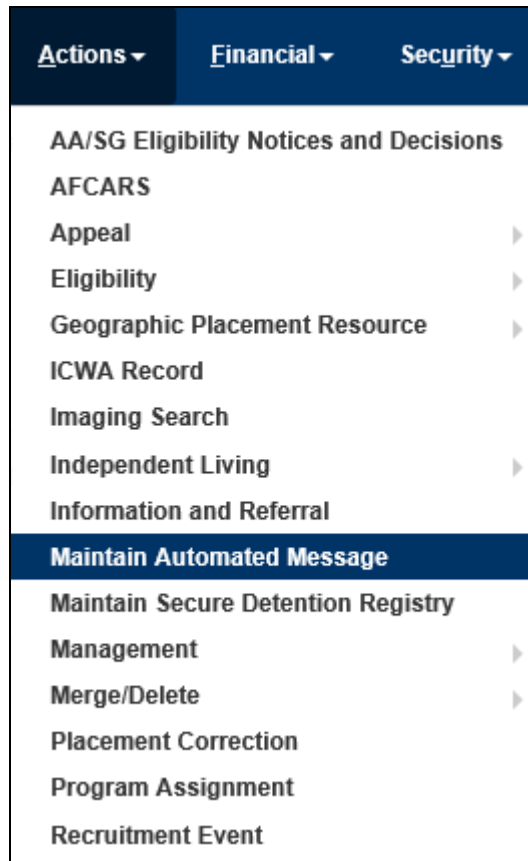 Actions Financial Security
AA/SG Eligibility Notices and Decisions
AFCARS
Appeal
Eligibility
Geographic Placement Resource
ICWA Record
Imaging Search
Independent Living
Information and Referral
Maintain Automated Message
Maintain Secure Detention Registry
Management
Merge/Delete
Placement Correction
Program Assignment
Recruitment Event